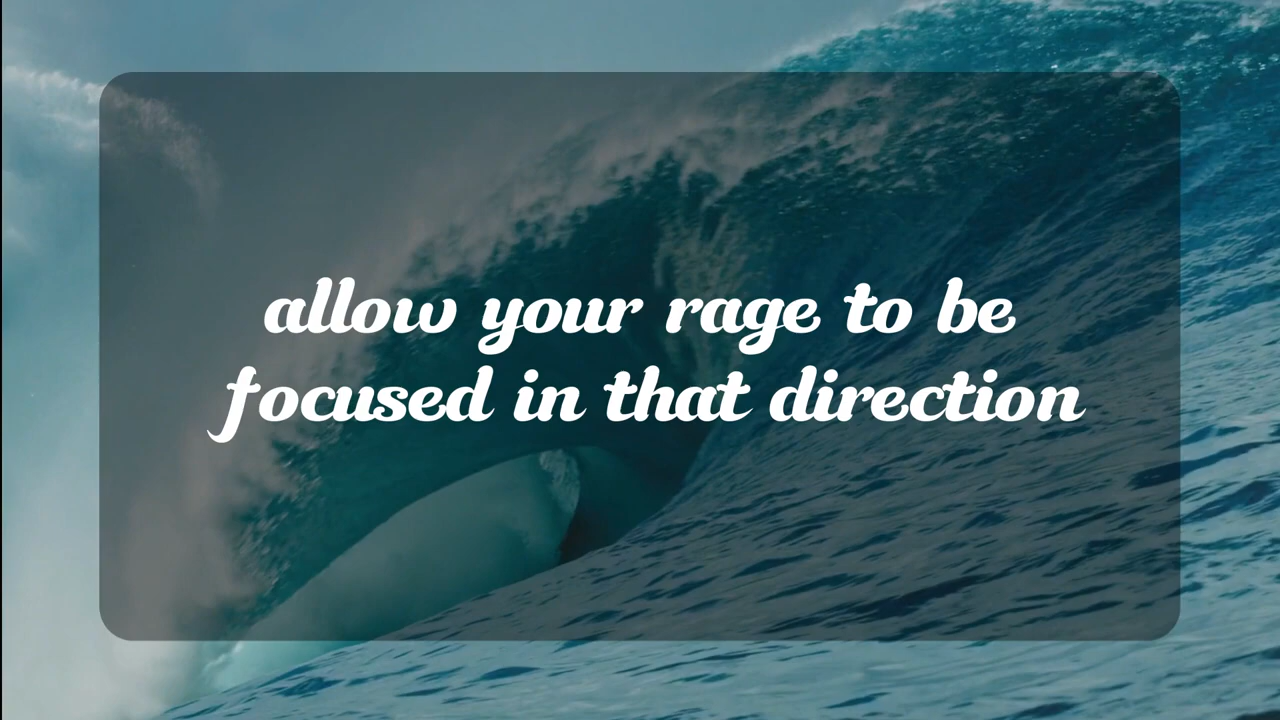 allow your rage to be
focused in that direction